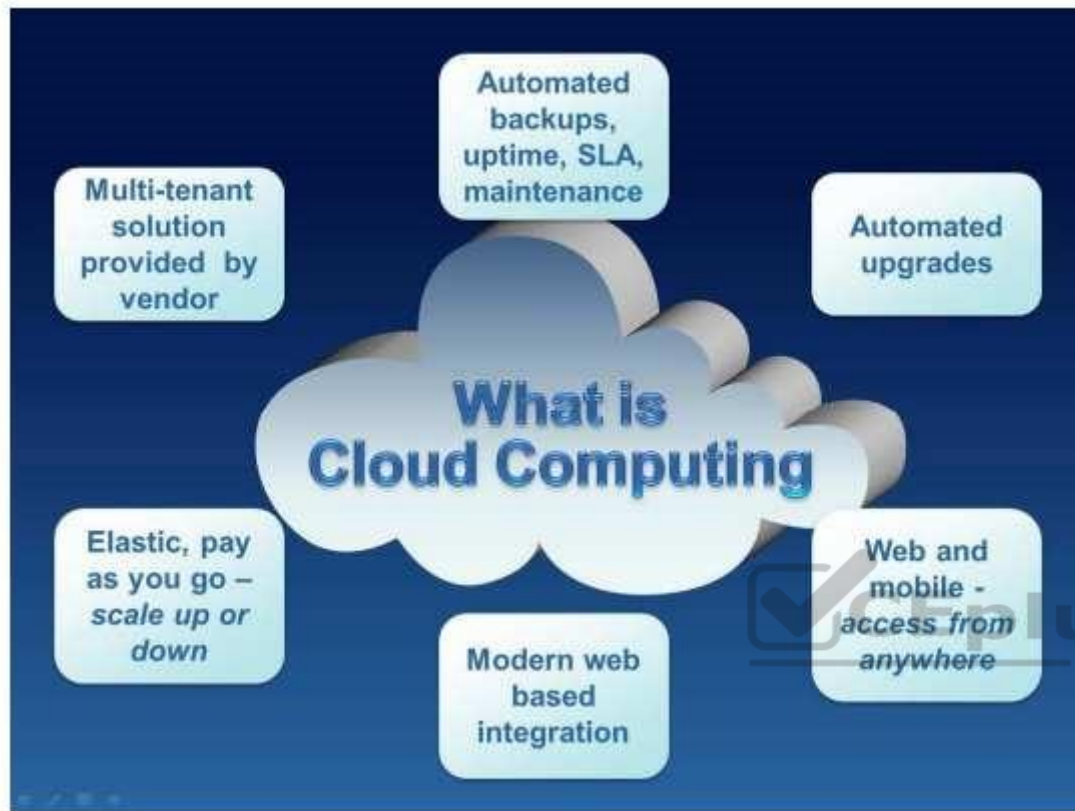 Automated
backups,
uptime, SLA,
maintenance
Multi-tenant
solution
provided by
vendor
Automated
upgrades
What is
Cloud Computing
Elastic, pay
as you go –
scale up or
down
Modern web
based
integration
Web and
mobile -
access from
anywhere